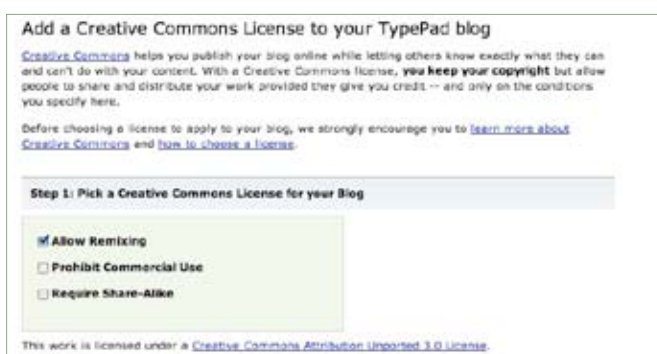 Add a Creative Commons License to your TypePad blog
Creative Commons helps you publish your blog online while letting others know exactly what they can
and can't do with your content. With a Creative Commons license, you keep your copyright but allow
people to share and distribute your work provided they give you credit -- and only on the conditions
you specify here.
Before choosing a license to apply to your blog, we strongly encourage you to learn more about
Creative Commons and how to choose a license.
Step 1: Pick a Creative Commons License for your Blog
Allow Remixing
Prohibit Commercial Use
Require Share-Alike
This work is licensed under a Creative Commons Attribution Unported 3.0 License.